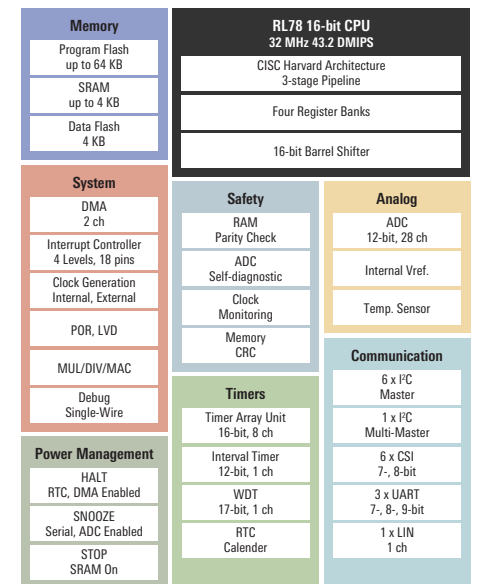 Memory
Program Flash
up to 64 KB
SRAM
up to 4 KB
Data Flash
4 KB
RL78 16-bit CPU
32 MHz 43.2 DMIPS
CISC Harvard Architecture
3-stage Pipeline
Four Register Banks
16-bit Barrel Shifter
System
DMA
2 ch
Interrupt Controller
4 Levels, 18 pins
Clock Generation
Internal, External
POR, LVD
MUL/DIV/MAC
Debug
Single-Wire
Safety
RAM
Parity Check
ADC
Self-diagnostic
Clock
Monitoring
Memory
CRC
Analog
ADC
12-bit, 28 ch
Internal Vref.
Temp. Sensor
Power Management
HALT
RTC, DMA Enabled
SNOOZE
Serial, ADC Enabled
STOP
SRAM On
Timers
Timer Array Unit
16-bit, 8 ch
Interval Timer
12-bit, 1 ch
WDT
17-bit, 1 ch
RTC
Calender
Communication
6 x I²C
Master
1 x I²C
Multi-Master
6 x CSI
7-, 8-bit
3 x UART
7-, 8-, 9-bit
1 x LIN
1 ch